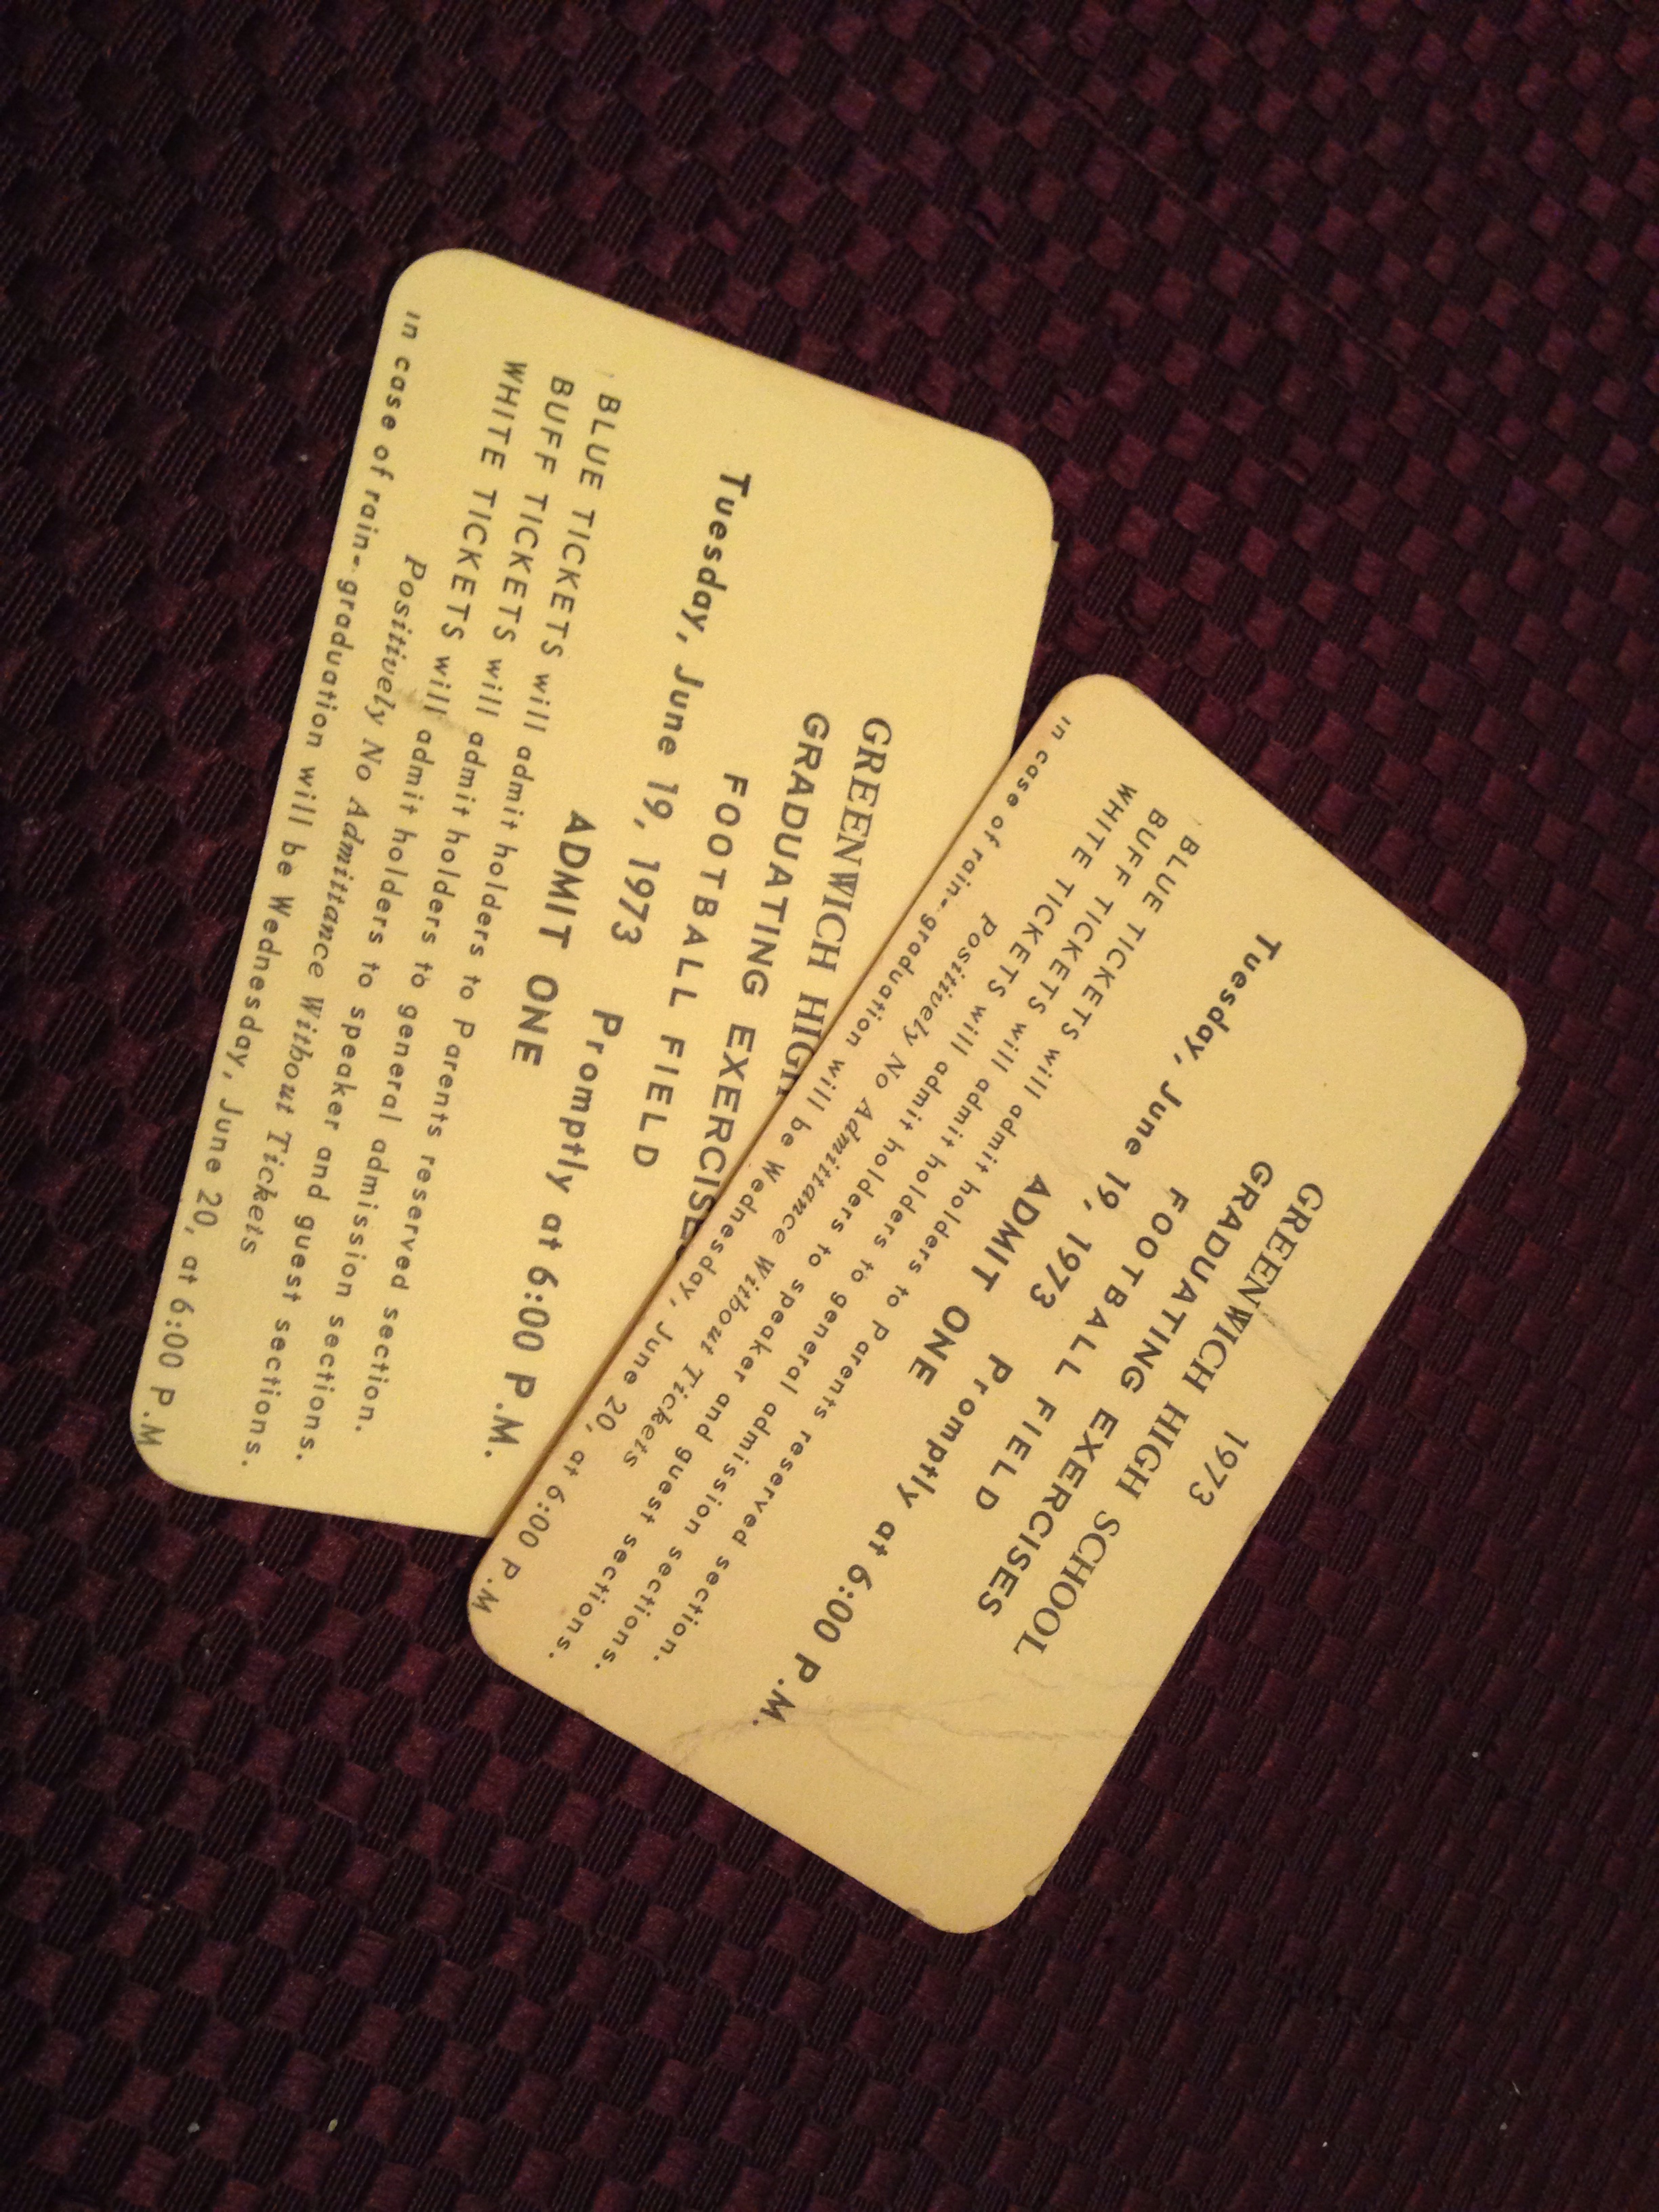 GREENWICH HIGH
GRADUATING EXERCISES
FOOTBALL FIELD
Tuesday, June 19, 1973 Promptly at 6:00 P.M.
ADMIT ONE
BLUE TICKETS will admit holders to Parents reserved section.
BUFF TICKETS will admit holders to general admission sections.
WHITE TICKETS will admit holders to speaker and guest sections.
Positively No Admittance Without Tickets
in case of rain-graduation will be Wednesday, June 20, at 6:00 P.M
1973
GREENWICH HIGH SCHOOL
GRADUATING EXERCISES
FOOTBALL FIELD
Tuesday, June 19, 1973 Promptly at 6:00 P.M.
ADMIT ONE
BLUE TICKETS will admit holders to Parents reserved section.
BUFF TICKETS will admit holders to general admission sections.
WHITE TICKETS will admit holders to speaker and guest sections.
Positively No Admittance Without Tickets
in case of rain-graduation will be Wednesday, June 20, at 6:00 P.M